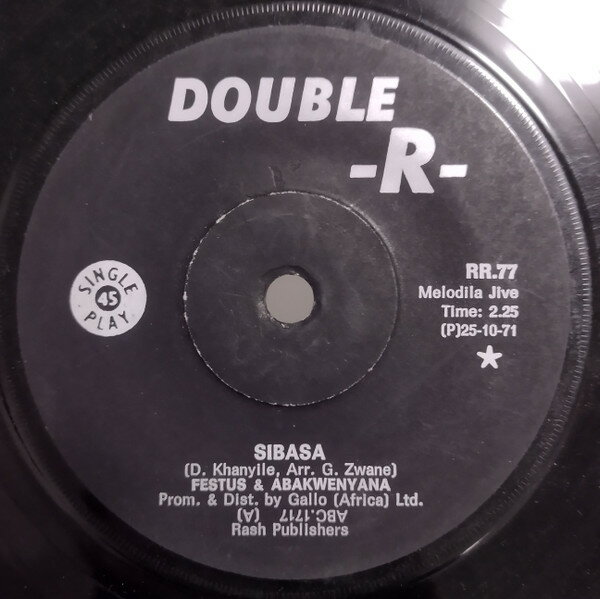 DOUBLE
-R-
SINGLE
45
PLAY
RR.77
Melodila Jive
Time: 2.25
(P)25-10-71
SIBASA
(D. Khanyile, Arr. G. Zwane)
FESTUS & ABAKWENYANA
Prom. & Dist. by Gallo (Africa) Ltd.
ABC.1717 (A)
Rash Publishers